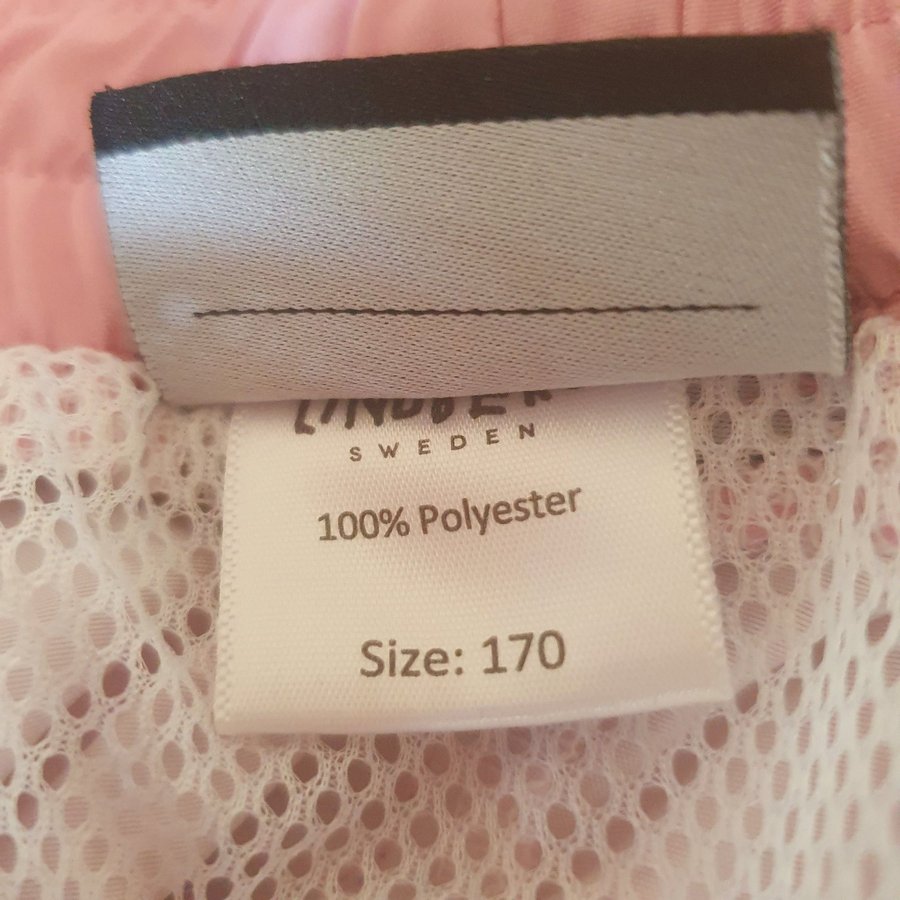 SWEDEN
100% Polyester
Size: 170